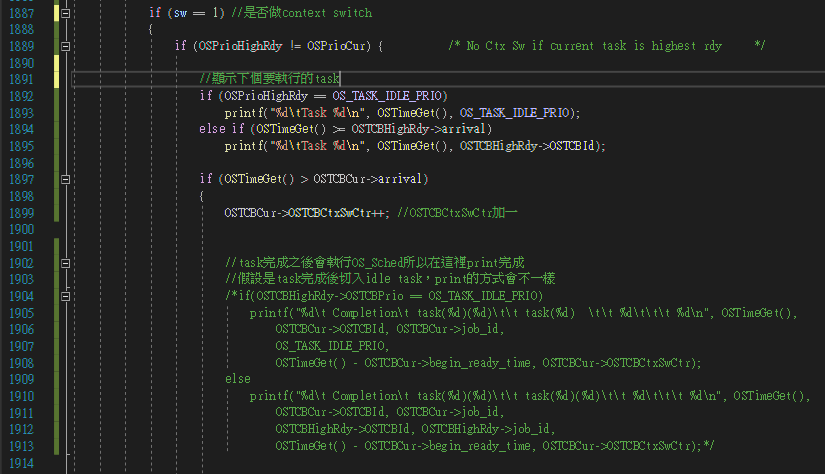 1887 if (sw == 1) //是否做Context switch
1888 {
1889 if (OSPrioHighRdy != OSPrioCur) { /* No Ctx Sw if current task is highest rdy */
1890
1891 //顯示下個要執行的task
1892 if (OSPrioHighRdy == OS_TASK_IDLE_PRIO)
1893 printf("%d\tTask %d\n", OSTimeGet(), OS_TASK_IDLE_PRIO);
1894 else if (OSTimeGet() >= OSTCBHighRdy->arrival)
1895 printf("%d\tTask %d\n", OSTimeGet(), OSTCBHighRdy->OSTCBId);
1896
1897 if (OSTimeGet() > OSTCBCur->arrival)
1898 {
1899 OSTCBCur->OSTCBCtxSwCtr++; //OSTCBCtxSwCtr加一
1900
1901
1902 //task完成之後會執行OS_Sched所以在這裡print完成
1903 //假設是task完成後切入idle task，print的方式會不一樣
1904 /*if(OSTCBHighRdy->OSTCBPrio == OS_TASK_IDLE_PRIO)
1905 printf("%d\t Completion\t task(%d)(%d)\t\t task(%d) \t\t %d\t\t\t %d\n", OSTimeGet(),
1906 OSTCBCur->OSTCBId, OSTCBCur->job_id,
1907 OS_TASK_IDLE_PRIO,
1908 OSTimeGet() - OSTCBCur->begin_ready_time, OSTCBCur->OSTCBCtxSwCtr);
1909 else
1910 printf("%d\t Completion\t task(%d)(%d)\t\t task(%d)(%d)\t\t %d\t\t\t %d\n", OSTimeGet(),
1911 OSTCBCur->OSTCBId, OSTCBCur->job_id,
1912 OSTCBHighRdy->OSTCBId, OSTCBHighRdy->job_id,
1913 OSTimeGet() - OSTCBCur->begin_ready_time, OSTCBCur->OSTCBCtxSwCtr);*/
1914